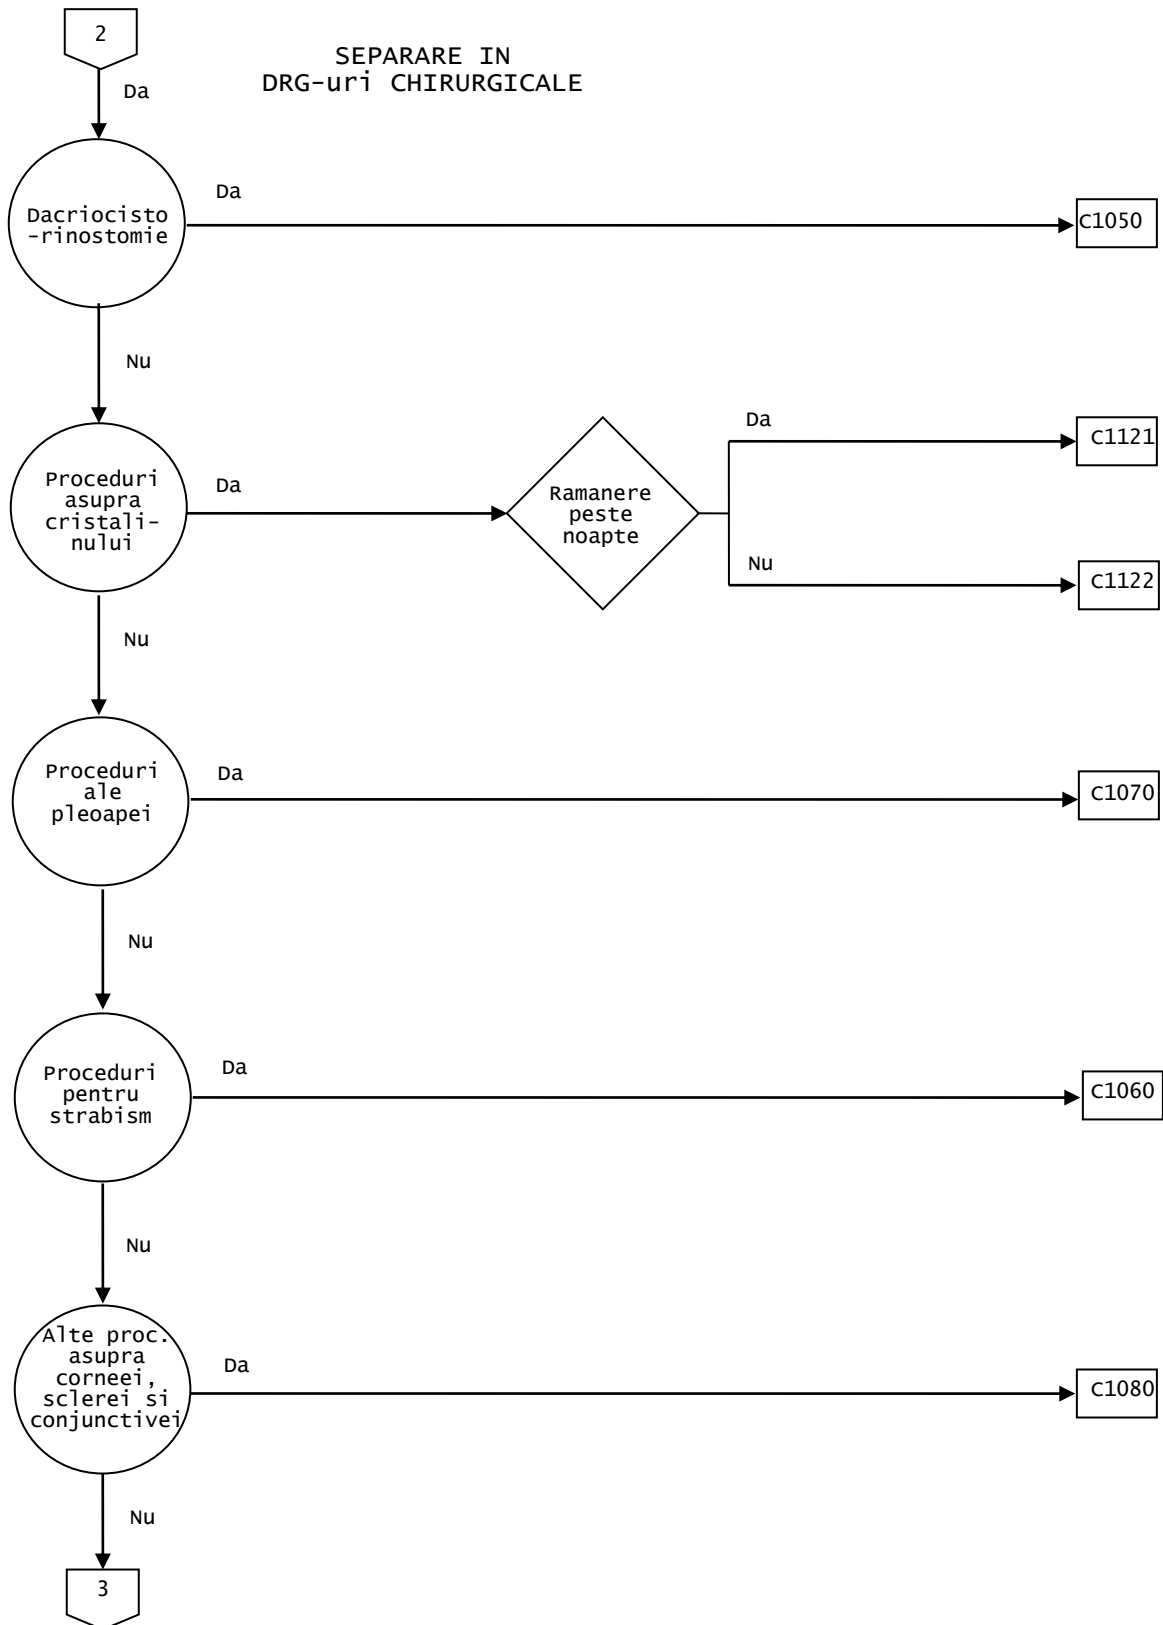 2
SEPARARE IN
DRG-uri CHIRURGICALE
Da
Dacriocisto
-rinostomie
Da
C1050
Nu
Proceduri
asupra
cristali-
nului
Da
Ramanere
peste
noapte
Da
C1121
Nu
C1122
Nu
Proceduri
ale
pleoapei
Da
C1070
Nu
Proceduri
pentru
strabism
Da
C1060
Nu
Alte proc.
asupra
corneei,
sclerei si
conjunctivei
Da
C1080
Nu
3